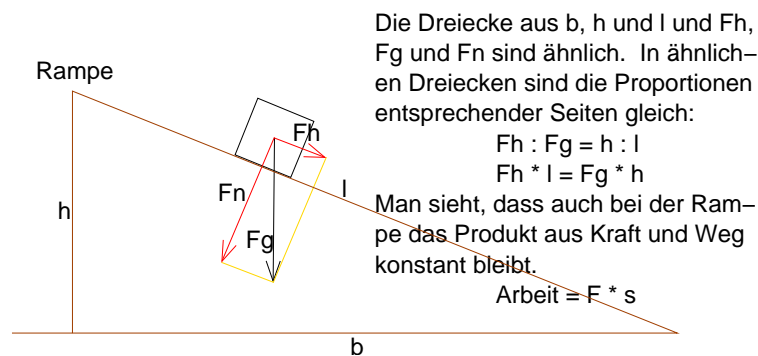 Die Dreiecke aus b, h und l und Fh,
Fg und Fn sind ähnlich. In ähnlich–
en Dreiecken sind die Proportionen
entsprechender Seiten gleich:
Fh : Fg = h : l
Fh * l = Fg * h
Man sieht, dass auch bei der Ram–
pe das Produkt aus Kraft und Weg
konstant bleibt.
Arbeit = F * s
Rampe
Fh
Fn
l
h
Fg
b